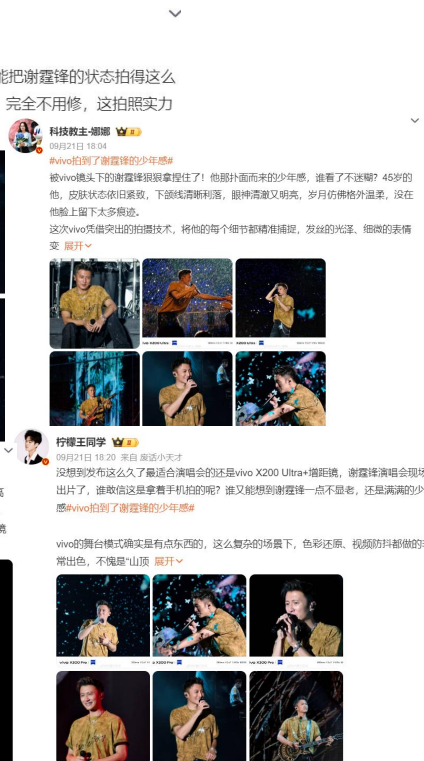 能把谢霆锋的状态拍得这么
完全不用修，这拍照实力
科技教主-娜娜
09月21日 18:04
#vivo拍到了谢霆锋的少年感#
被vivo镜头下的谢霆锋狠狠拿捏住了！他那扑面而来的少年感，谁看了不迷糊？45岁的
他，皮肤状态依旧紧致，下颌线清晰利落，眼神清澈又明亮，岁月仿佛格外温柔，没在
他脸上留下太多痕迹。
这次vivo凭借突出的拍摄技术，将他的每个细节都精准捕捉，发丝的光泽、细微的表情
变 展开
柠檬王同学
09月21日 18:20 来自 废话小天才
没想到发布这么久了最适合演唱会的还是vivo X200 Ultra+增距镜，谢霆锋演唱会现场
出片了，谁敢信这是拿着手机拍的呢？谁又能想到谢霆锋一点不显老，还是满满的少
感#vivo拍到了谢霆锋的少年感#
vivo的舞台模式确实是有点东西的，这么复杂的场景下，色彩还原、视频防抖都做的非
常出色，不愧是“山顶 展开